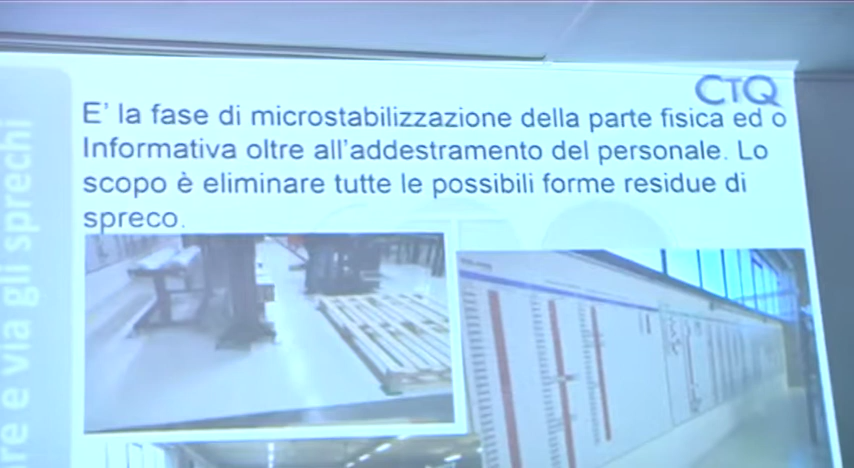 CTQ
E' la fase di microstabilizzazione della parte fisica ed o
Informativa oltre all'addestramento del personale. Lo
scopo è eliminare tutte le possibili forme residue di
spreco.
re e via gli sprechi